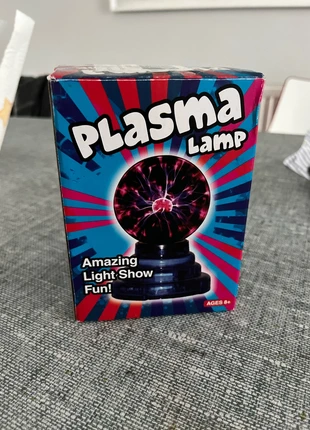 PLASMA
LAMP
Amazing
Light Show
Fun!
AGES 8+